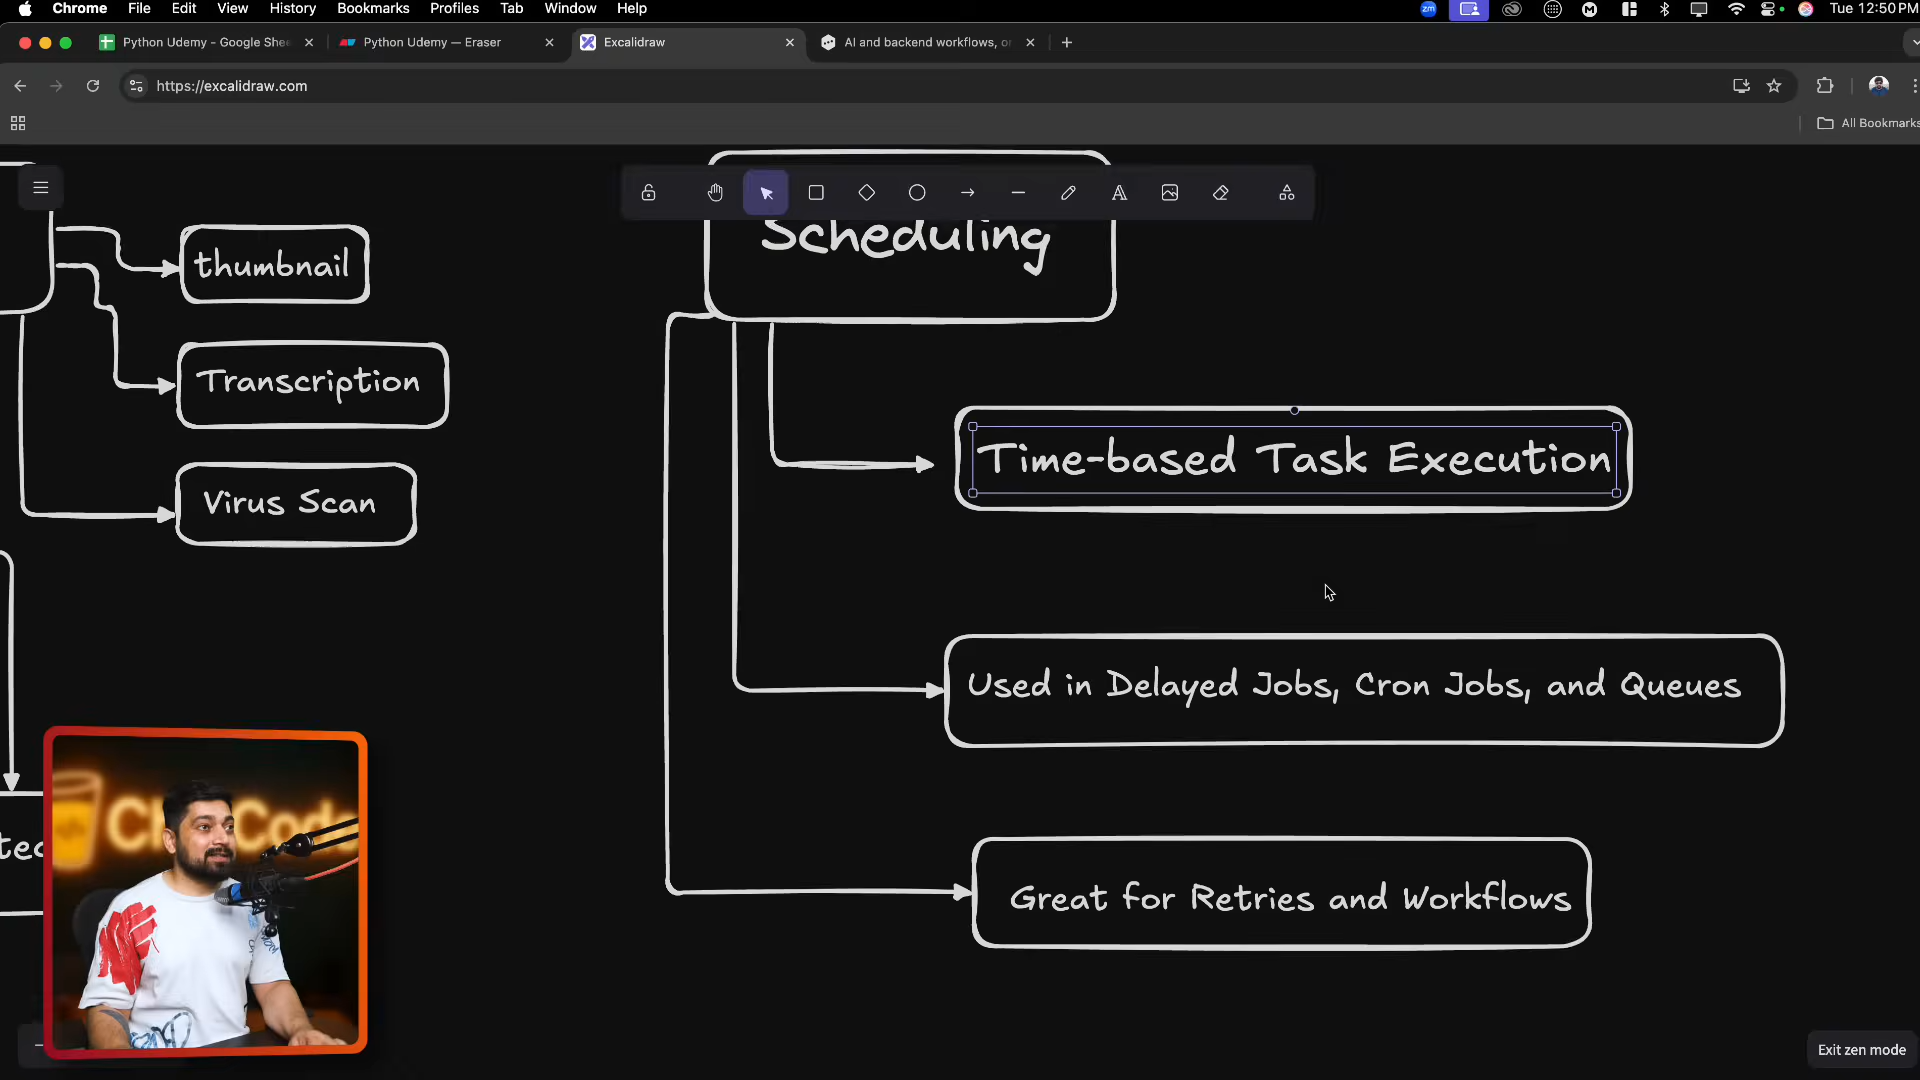 Chrome File Edit View History Bookmarks Profiles Tab Window Help
Tue 12:50 PM
Python Udemy - Google Shee
Python Udemy — Eraser
Excalidraw
AI and backend workflows, o
https://excalidraw.com
All Bookmarks
Scheduling
thumbnail
Transcription
Virus Scan
Time-based Task Execution
Used in Delayed Jobs, Cron Jobs, and Queues
Great for Retries and Workflows
Exit zen mode